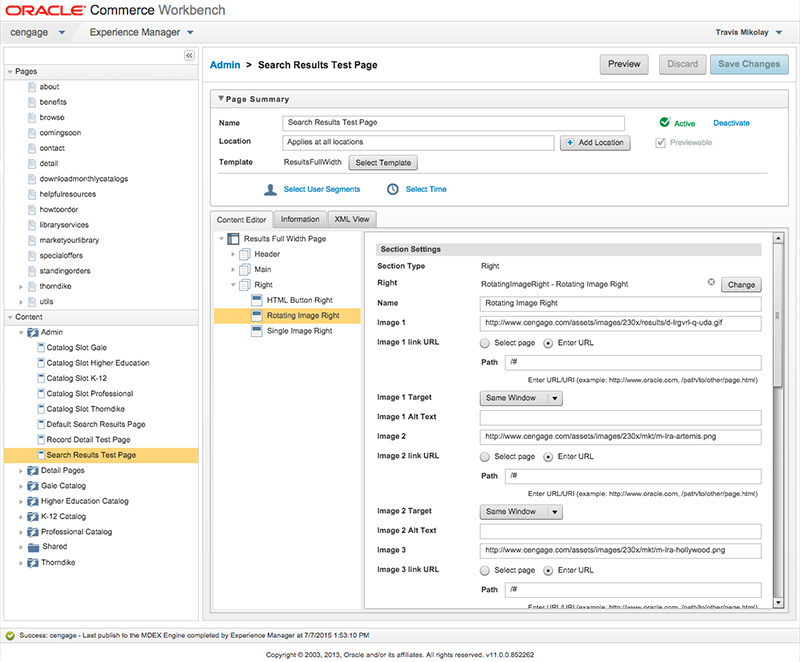 ORACLE® Commerce Workbench
cengage Experience Manager Travis Mikolay
Pages
about
benefits
browse
comingsoon
contact
detail
downloadmonthlycatalogs
helpfulresources
howtoorder
libraryservices
marketyourlibrary
specialoffers
standingorders
thorndike
utils
Content
Admin
Catalog Slot Gale
Catalog Slot Higher Education
Catalog Slot K-12
Catalog Slot Professional
Catalog Slot Thorndike
Default Search Results Page
Record Detail Test Page
Search Results Test Page
Detail Pages
Gale Catalog
Higher Education Catalog
K-12 Catalog
Professional Catalog
Shared
Thorndike
Admin > Search Results Test Page Preview Discard Save Changes
Page Summary
Name Search Results Test Page Active Deactivate
Location Applies at all locations Add Location Previewable
Template ResultsFullWidth Select Template
Select User Segments Select Time
Content Editor Information XML View
Results Full Width Page
Header
Main
Right
HTML Button Right
Rotating Image Right
Single Image Right
Section Settings
Section Type Right
Right RotatingImageRight - Rotating Image Right Change
Name Rotating Image Right
Image 1 http://www.cengage.com/assets/images/230x/results/d-lrgvrl-q-uda.gif
Image 1 link URL Select page Enter URL
Path /#
Enter URL/URI (example: http://www.oracle.com, /path/to/other/page.html)
Image 1 Target Same Window
Image 1 Alt Text
Image 2 http://www.cengage.com/assets/images/230x/mkt/m-lra-artemis.png
Image 2 link URL Select page Enter URL
Path /#
Enter URL/URI (example: http://www.oracle.com, /path/to/other/page.html)
Image 2 Target Same Window
Image 2 Alt Text
Image 3 http://www.cengage.com/assets/images/230x/mkt/m-lra-hollywood.png
Image 3 link URL Select page Enter URL
Path /#
Enter URL/URI (example: http://www.oracle.com, /path/to/other/page.html)
Success: cengage - Last publish to the MDEX Engine completed by Experience Manager at 7/7/2015 1:53:10 PM
Copyright © 2003, 2013, Oracle and/or its affiliates. All rights reserved. v11.0.0.852262